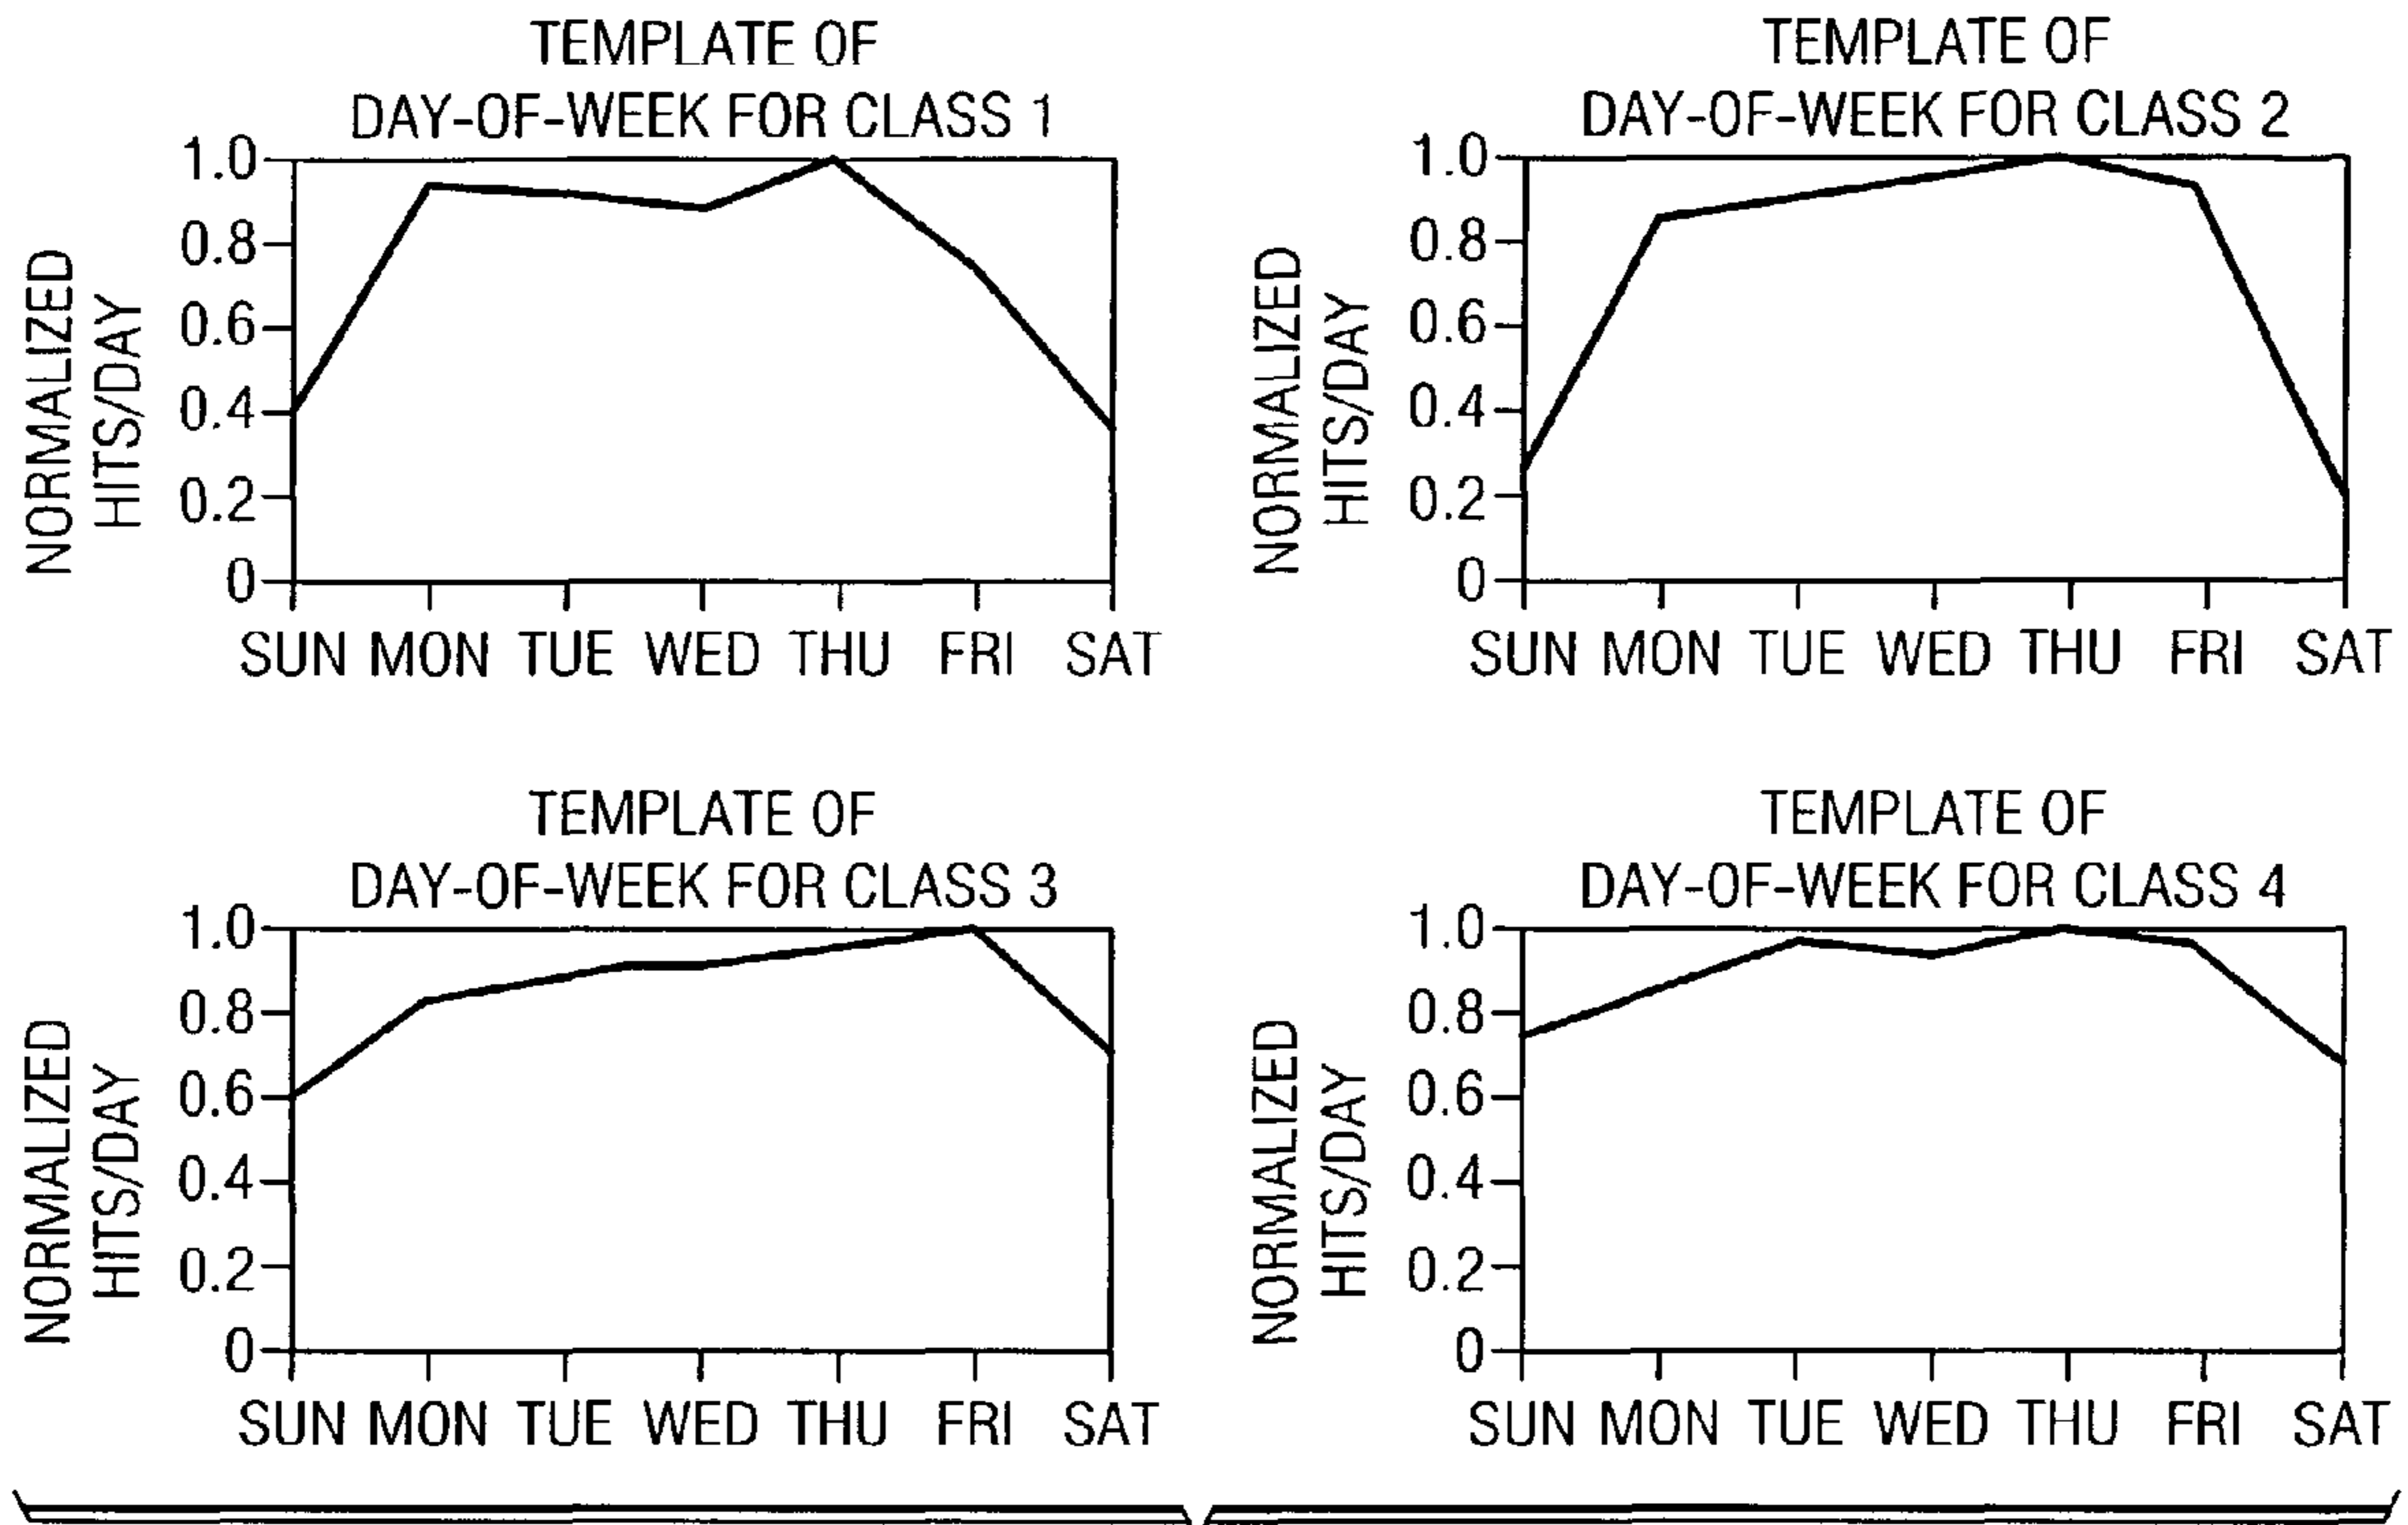 TEMPLATE OF
DAY-OF-WEEK FOR CLASS 1
NORMALIZED
HITS/DAY
1.0
0.8
0.6
0.4
0.2
0
SUN MON TUE WED THU FRI SAT
TEMPLATE OF
DAY-OF-WEEK FOR CLASS 2
NORMALIZED
HITS/DAY
1.0
0.8
0.6
0.4
0.2
0
SUN MON TUE WED THU FRI SAT
TEMPLATE OF
DAY-OF-WEEK FOR CLASS 3
NORMALIZED
HITS/DAY
1.0
0.8
0.6
0.4
0.2
0
SUN MON TUE WED THU FRI SAT
TEMPLATE OF
DAY-OF-WEEK FOR CLASS 4
NORMALIZED
HITS/DAY
1.0
0.8
0.6
0.4
0.2
0
SUN MON TUE WED THU FRI SAT